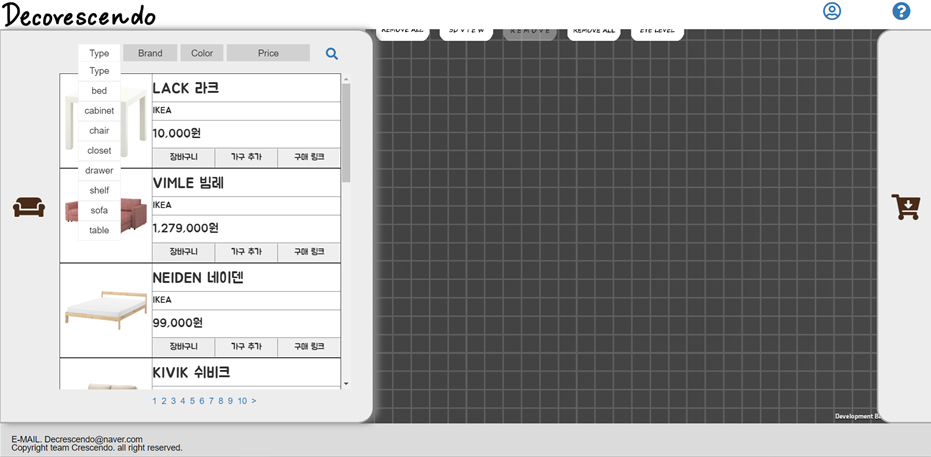 Decorescendo
REMOVE ALL 3D VIEW REMOVE REMOVE ALL EYE LEVEL
Type Brand Color Price
Type
bed
cabinet
chair
closet
drawer
shelf
sofa
table
LACK 라크
IKEA
10,000원
장바구니 가구 추가 구매 링크
VIMLE 빔레
IKEA
1,279,000원
장바구니 가구 추가 구매 링크
NEIDEN 네이덴
IKEA
99,000원
장바구니 가구 추가 구매 링크
KIVIK 쉬비크
1 2 3 4 5 6 7 8 9 10 >
Development
E-MAIL. Decrescendo@naver.com
Copyright team Crescendo. all right reserved.